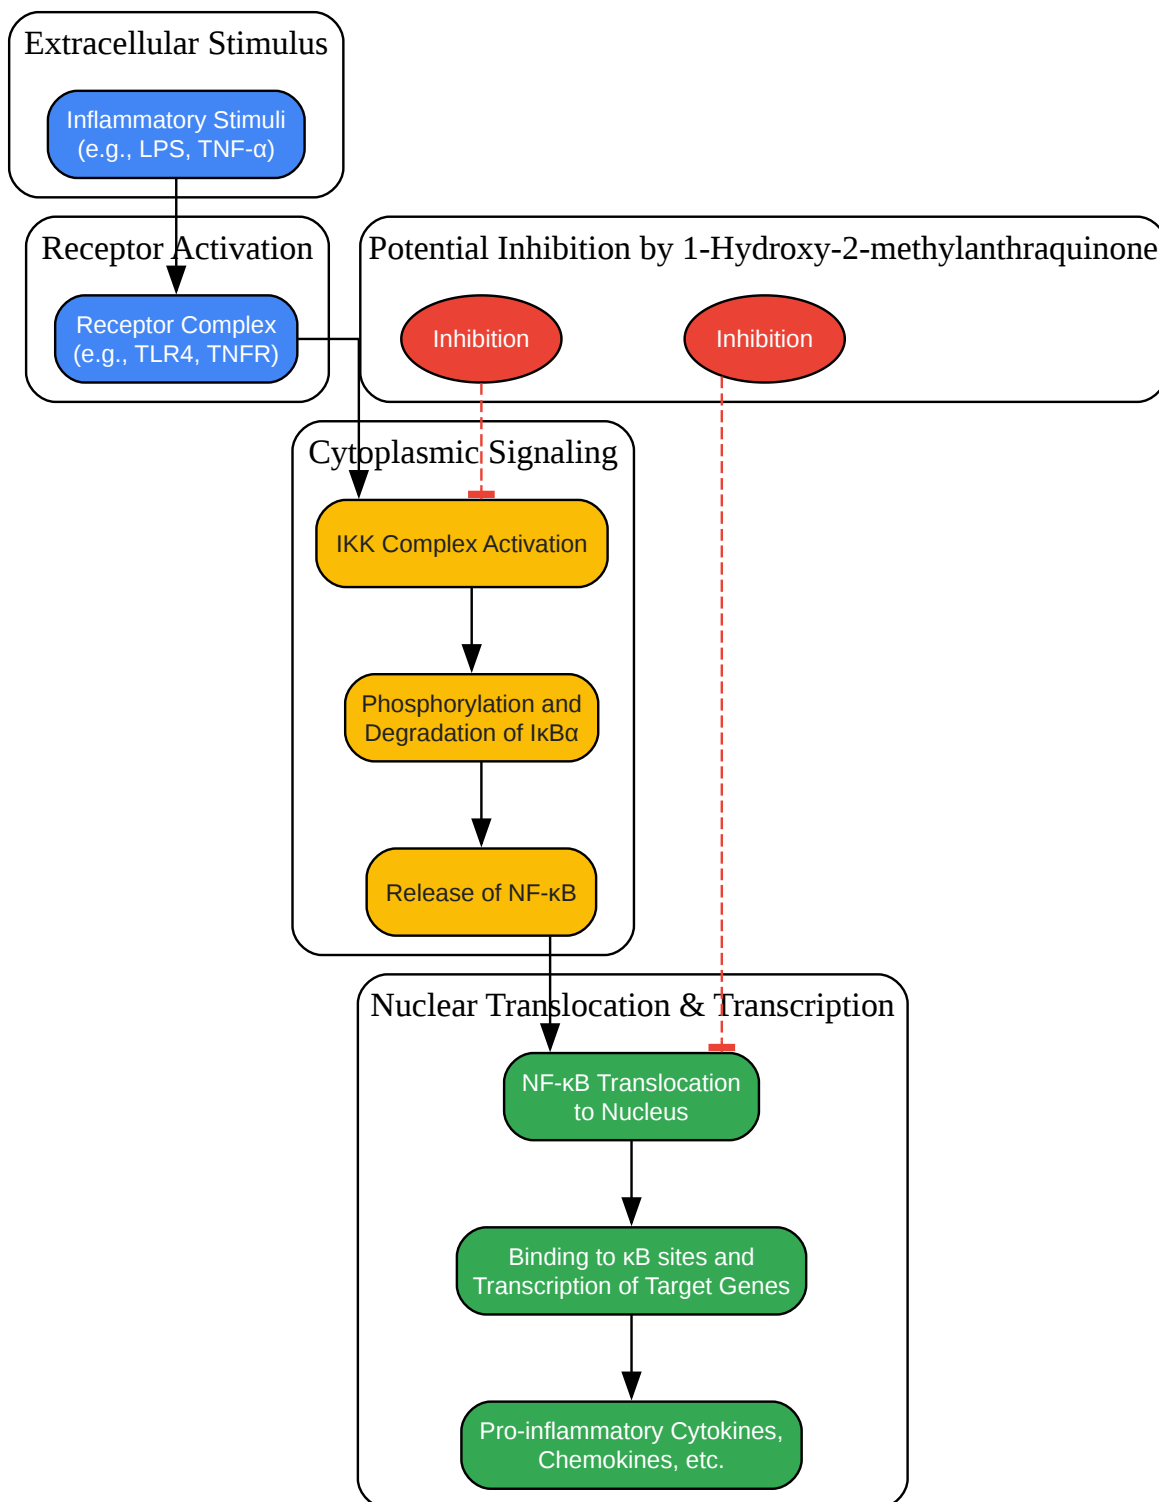 Extracellular Stimulus
Inflammatory Stimuli
(e.g., LPS, TNF-α)
Receptor Activation
Receptor Complex
(e.g., TLR4, TNFR)
Potential Inhibition by 1-Hydroxy-2-methylanthraquinone
Inhibition
Inhibition
Cytoplasmic Signaling
IKK Complex Activation
Phosphorylation and
Degradation of IκBα
Release of NF-κB
Nuclear Translocation & Transcription
NF-κB Translocation
to Nucleus
Binding to κB sites and
Transcription of Target Genes
Pro-inflammatory Cytokines,
Chemokines, etc.